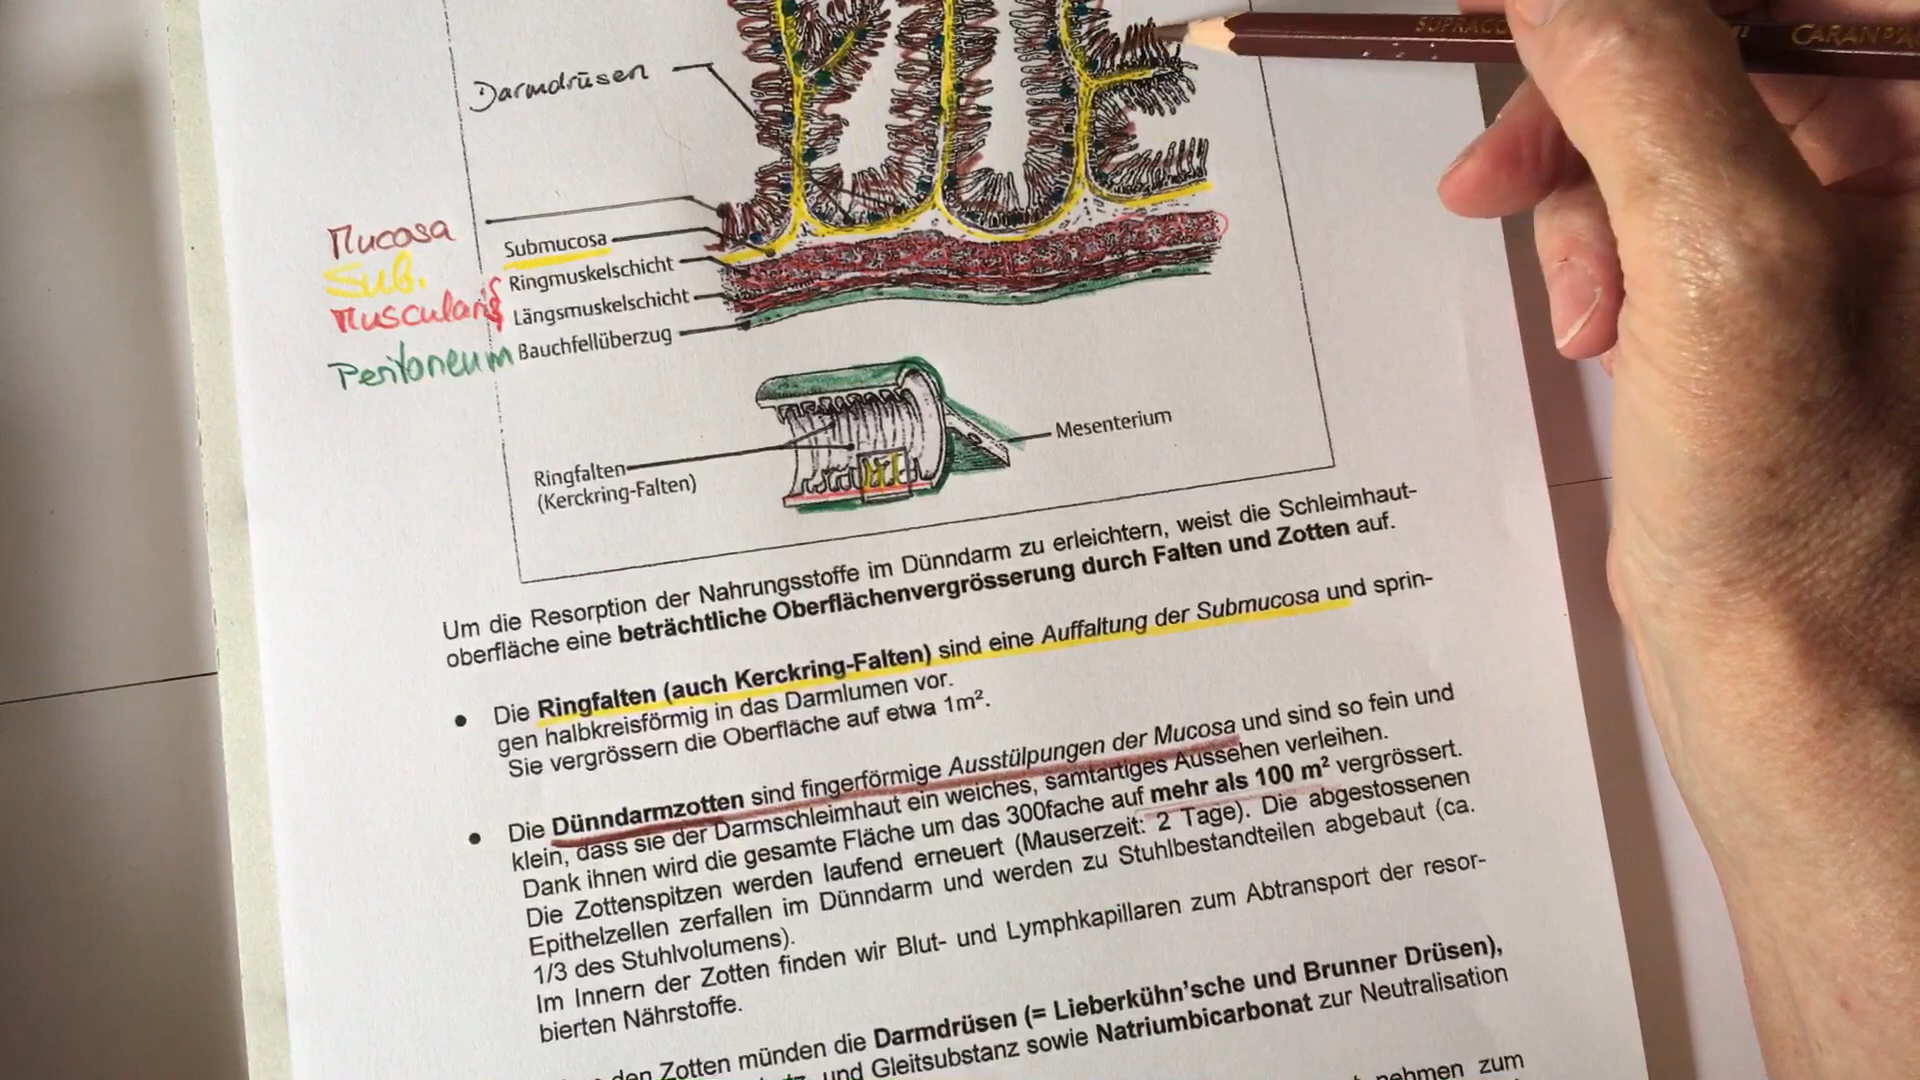 SUPRACO
CARAN D'A
Darmdrüsen
Mucosa
Submucosa
Sub.
Ringmuskelschicht
Muscularis
Längsmuskelschicht
Peritoneum
Bauchfellüberzug
Mesenterium
Ringfalten
(Kerckring-Falten)
Um die Resorption der Nahrungsstoffe im Dünndarm zu erleichtern, weist die Schleimhaut-
oberfläche eine beträchtliche Oberflächenvergrösserung durch Falten und Zotten auf.
• Die Ringfalten (auch Kerckring-Falten) sind eine Auffaltung der Submucosa und sprin-
gen halbkreisförmig in das Darmlumen vor.
Sie vergrössern die Oberfläche auf etwa 1m².
• Die Dünndarmzotten sind fingerförmige Ausstülpungen der Mucosa und sind so fein und
klein, dass sie der Darmschleimhaut ein weiches, samtartiges Aussehen verleihen.
Dank ihnen wird die gesamte Fläche um das 300fache auf mehr als 100 m² vergrössert.
Die Zottenspitzen werden laufend erneuert (Mauserzeit: 2 Tage). Die abgestossenen
Epithelzellen zerfallen im Dünndarm und werden zu Stuhlbestandteilen abgebaut (ca.
1/3 des Stuhlvolumens).
Im Innern der Zotten finden wir Blut- und Lymphkapillaren zum Abtransport der resor-
bierten Nährstoffe.
den Zotten münden die Darmdrüsen (= Lieberkühn'sche und Brunner Drüsen),
und Gleitsubstanz sowie Natriumbicarbonat zur Neutralisation
nehmen zum